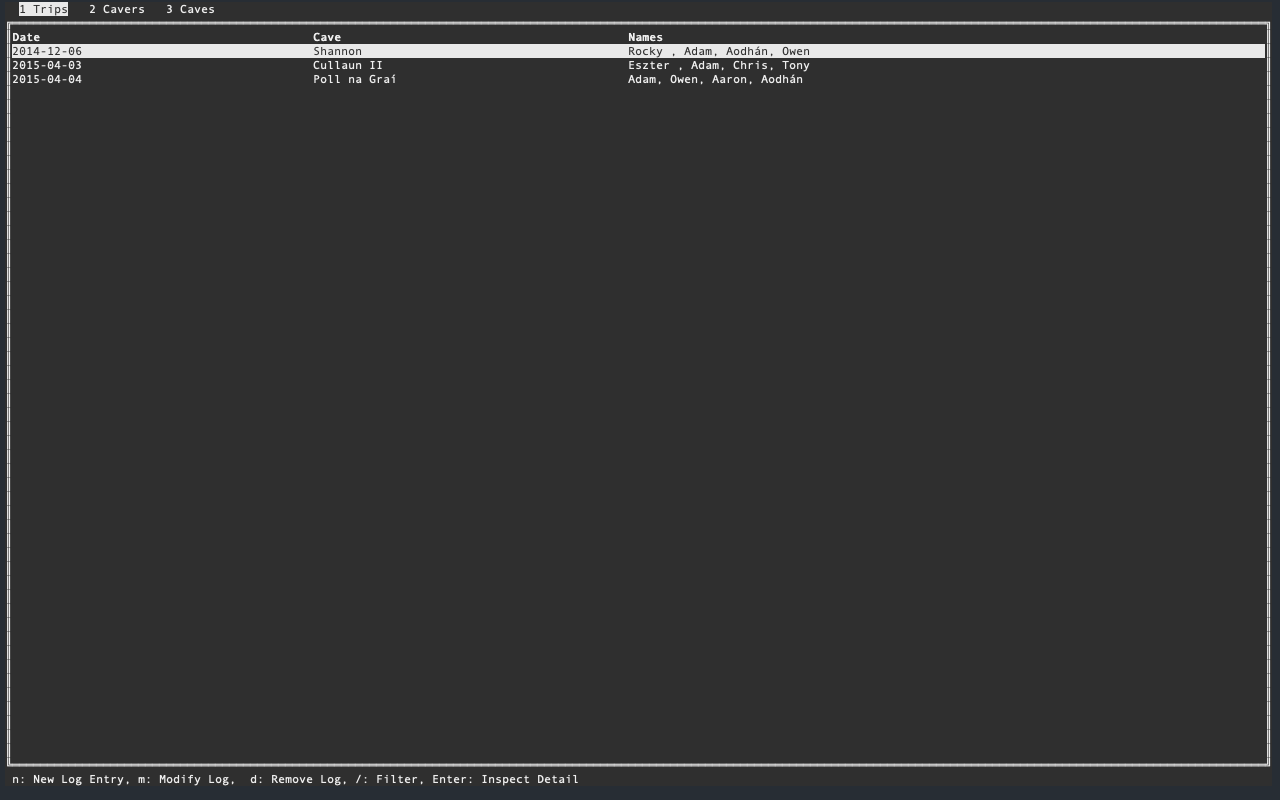 1 Trips 2 Cavers 3 Caves
Date Cave Names
2014-12-06 Shannon Rocky , Adam, Aodhán, Owen
2015-04-03 Cullaun II Eszter , Adam, Chris, Tony
2015-04-04 Poll na Graí Adam, Owen, Aaron, Aodhán
n: New Log Entry, m: Modify Log,  d: Remove Log, /: Filter, Enter: Inspect Detail